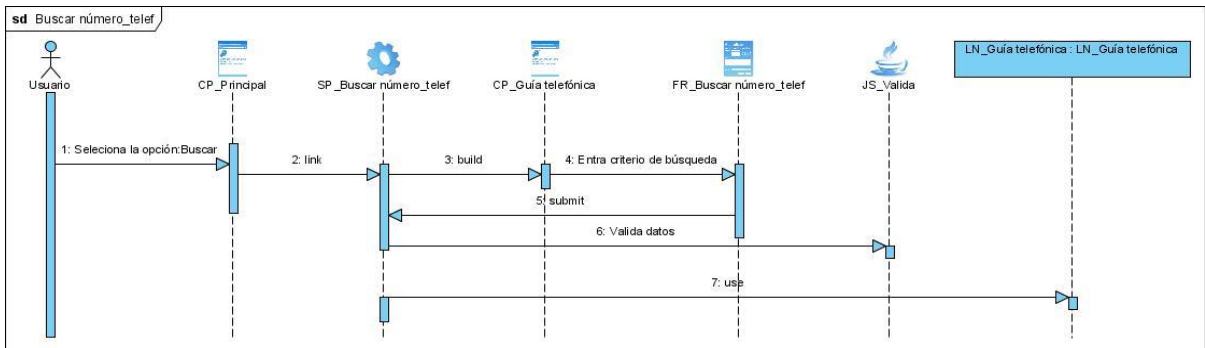 sd Buscar número_telef
Usuario
CP_Principal
SP_Buscar número_telef
CP_Guía telefónica
FR_Buscar número_telef
JS_Valida
LN_Guía telefónica : LN_Guía telefónica
1: Seleciona la opción:Buscar
2: link
3: build
4: Entra criterio de búsqueda
5: submit
6: Valida datos
7: use